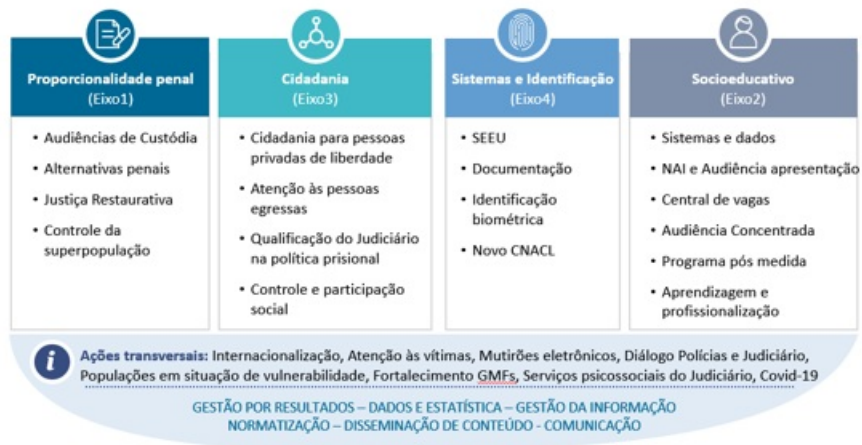 Proporcionalidade penal
(Eixo1)
• Audiências de Custódia
• Alternativas penais
• Justiça Restaurativa
• Controle da
superpopulação
Cidadania
(Eixo3)
• Cidadania para pessoas
privadas de liberdade
• Atenção às pessoas
egressas
• Qualificação do Judiciário
na política prisional
• Controle e participação
social
Sistemas e Identificação
(Eixo4)
• SEEU
• Documentação
• Identificação
biométrica
• Novo CNACL
Socioeducativo
(Eixo2)
• Sistemas e dados
• NAI e Audiência apresentação
• Central de vagas
• Audiência Concentrada
• Programa pós medida
• Aprendizagem e
profissionalização
i
Ações transversais: Internacionalização, Atenção às vítimas, Mutirões eletrônicos, Diálogo Polícias e Judiciário,
Populações em situação de vulnerabilidade, Fortalecimento GMFs, Serviços psicossociais do Judiciário, Covid-19
GESTÃO POR RESULTADOS – DADOS E ESTATÍSTICA – GESTÃO DA INFORMAÇÃO
NORMATIZAÇÃO – DISSEMINAÇÃO DE CONTEÚDO - COMUNICAÇÃO